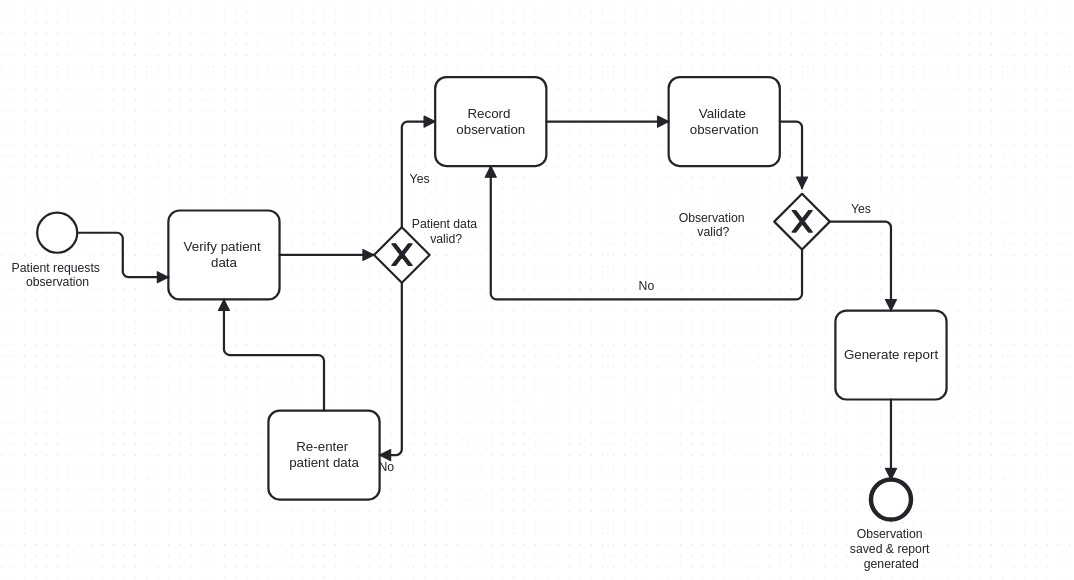 Patient requests
observation
Verify patient
data
Patient data
valid?
Yes
No
Re-enter
patient data
Record
observation
Validate
observation
Observation
valid?
Yes
No
Generate report
Observation
saved & report
generated